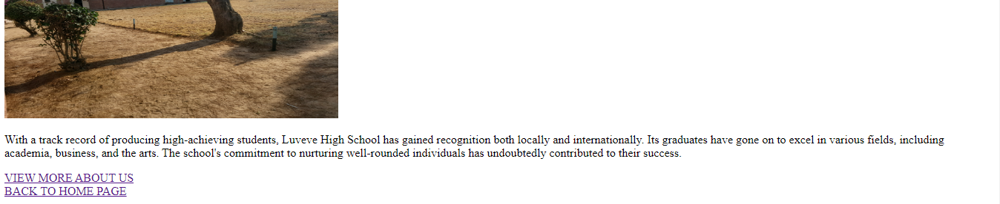 With a track record of producing high-achieving students, Luveve High School has gained recognition both locally and internationally. Its graduates have gone on to excel in various fields, including
academia, business, and the arts. The school's commitment to nurturing well-rounded individuals has undoubtedly contributed to their success.
VIEW MORE ABOUT US
BACK TO HOME PAGE